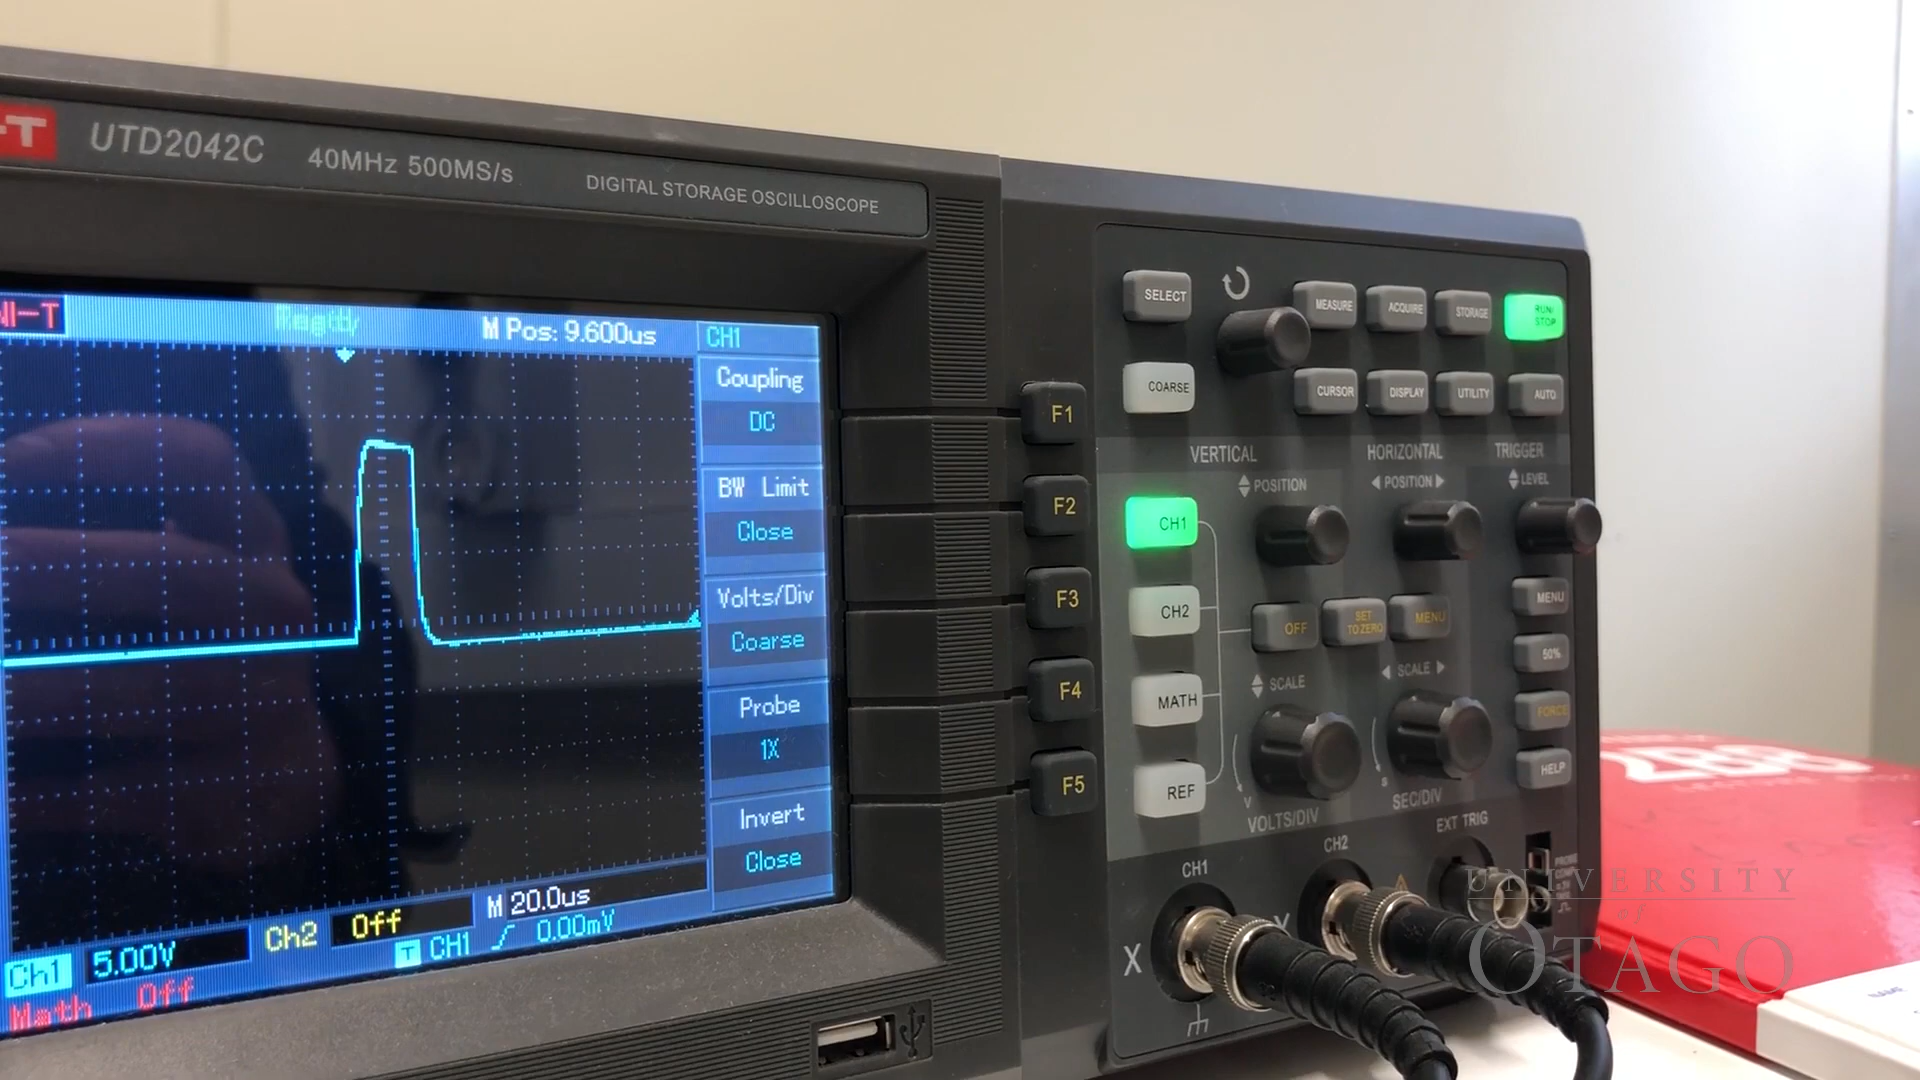 -T UTD2042C 40MHz 500MS/s DIGITAL STORAGE OSCILLOSCOPE
NI-T M Pos: 9.600us CH1
Coupling
DC
BW Limit
Close
Volts/Div
Coarse
Probe
1X
Invert
Close
M 20.0us
Ch1 5.00V Ch2 Off T CH1 0.00mV
Math Off
F1
F2
F3
F4
F5
SELECT MEASURE ACQUIRE STORAGE RUN/STOP
COARSE CURSOR DISPLAY UTILITY AUTO
VERTICAL HORIZONTAL TRIGGER
POSITION POSITION LEVEL
CH1
CH2 OFF SET TO ZERO MENU MENU
50%
SCALE SCALE
MATH FORCE
REF HELP
V S
VOLTS/DIV SEC/DIV
CH1 CH2 EXT TRIG
X Y
UNIVERSITY
of
OTAGO
2B8
NAME